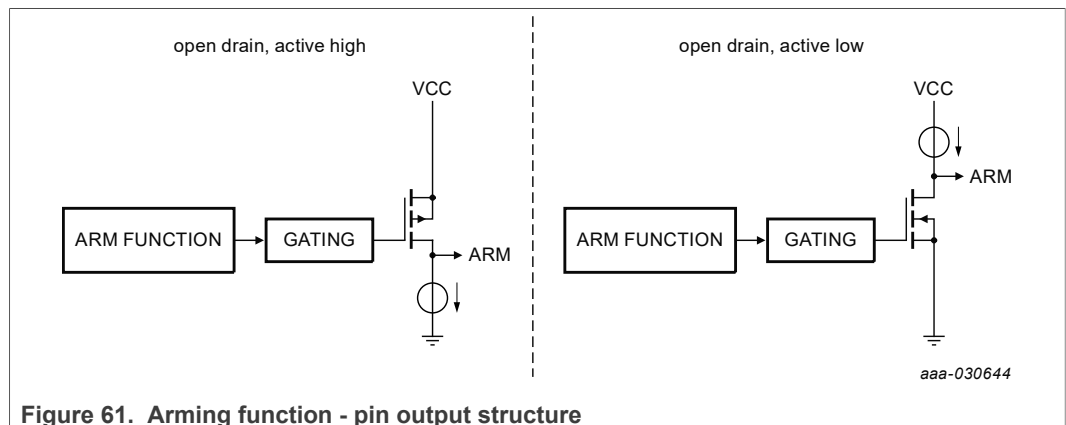 open drain, active high
VCC
ARM FUNCTION
GATING
ARM
open drain, active low
VCC
ARM
ARM FUNCTION
GATING
aaa-030644
Figure 61. Arming function - pin output structure